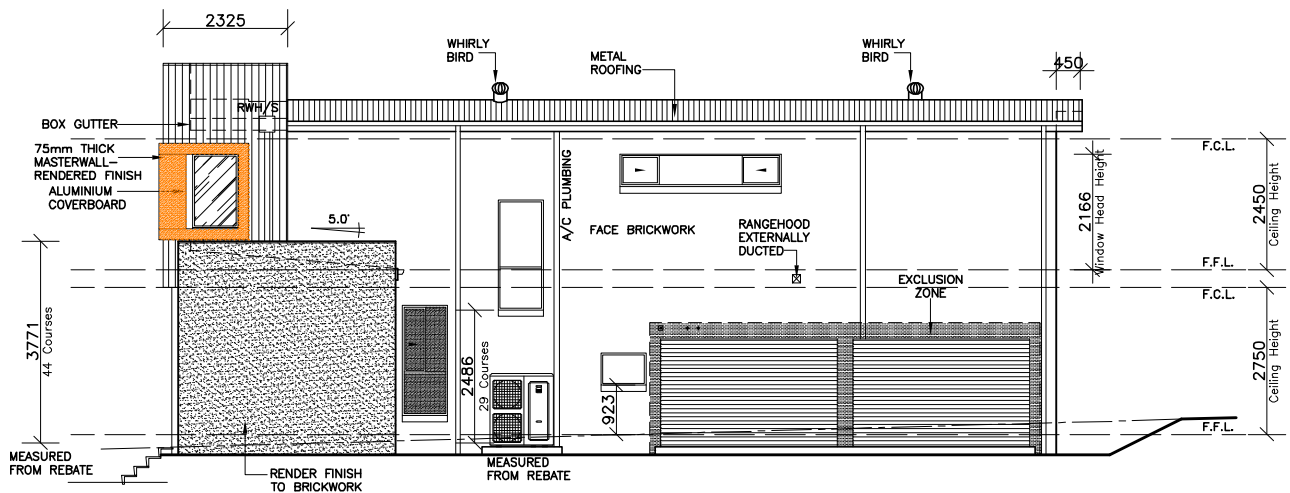 2325
WHIRLY
BIRD
METAL
ROOFING
WHIRLY
BIRD
450
RWH/S
BOX GUTTER
75mm THICK
MASTERWALL–
RENDERED FINISH
ALUMINIUM
COVERBOARD
F.C.L.
2166
Window Head Height
2450
Ceiling Height
A/C PLUMBING
5.0°
FACE BRICKWORK
RANGEHOOD
EXTERNALLY
DUCTED
F.F.L.
EXCLUSION
ZONE
F.C.L.
3771
44 Courses
2486
29 Courses
923
2750
Ceiling Height
F.F.L.
MEASURED
FROM REBATE
RENDER FINISH
TO BRICKWORK
MEASURED
FROM REBATE